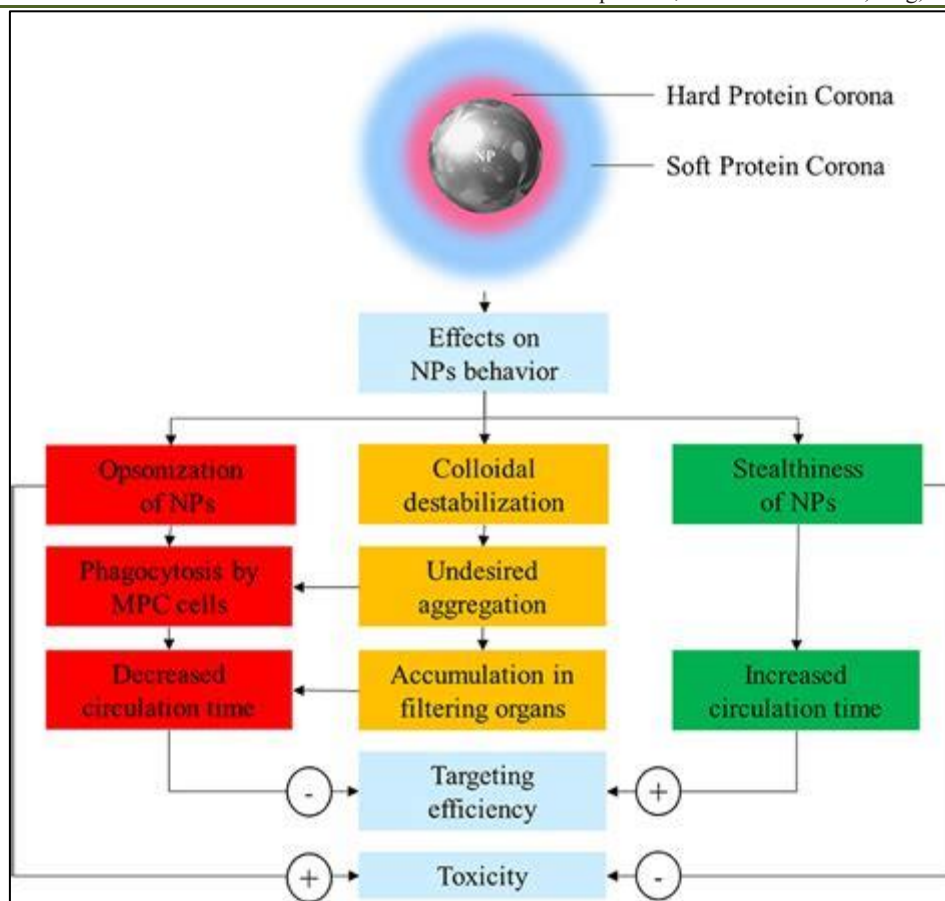 Hard Protein Corona
NP
Soft Protein Corona
Effects on
NPs behavior
Opsonization
of NPs
Colloidal
destabilization
Stealthiness
of NPs
Phagocytosis by
MPC cells
Undesired
aggregation
Decreased
circulation time
Accumulation in
filtering organs
Increased
circulation time
-
Targeting
efficiency
+
+
Toxicity
-